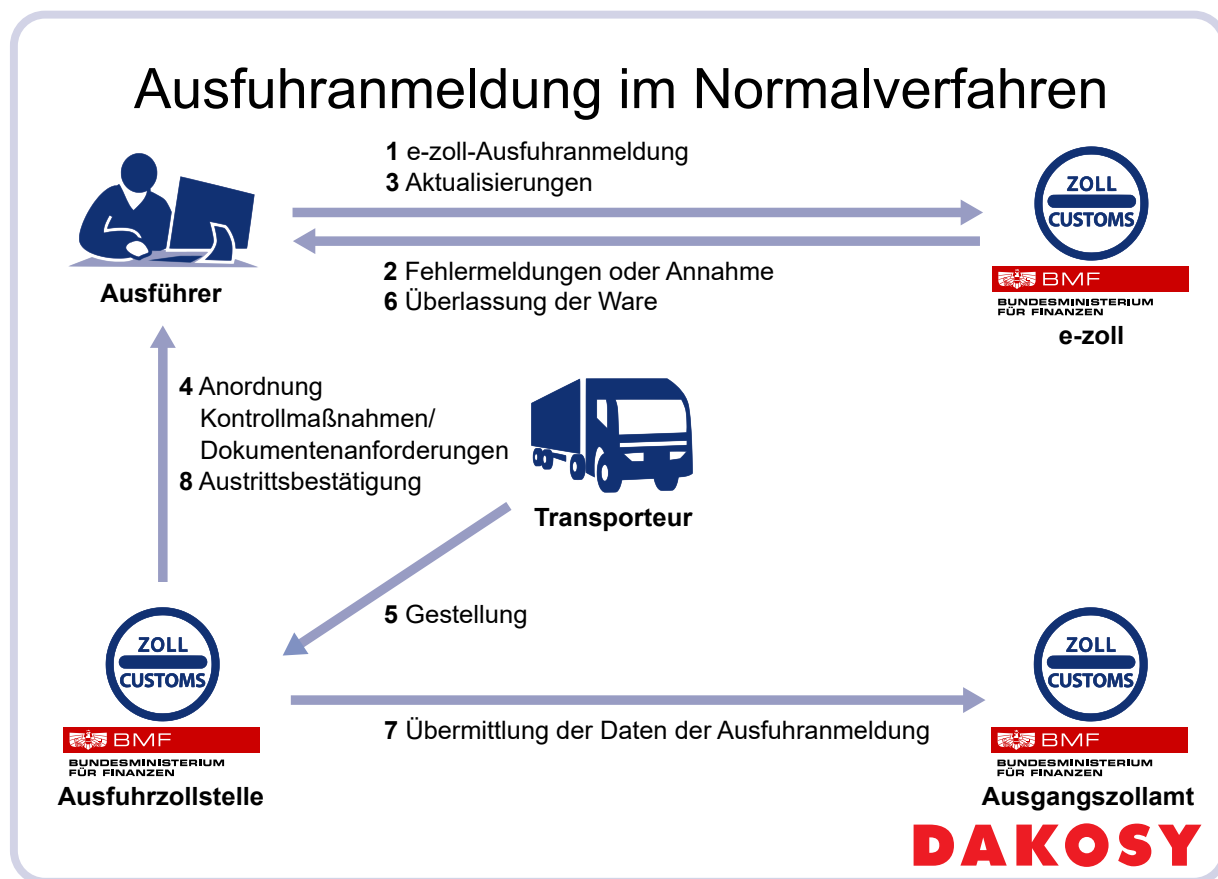 Ausfuhranmeldung im Normalverfahren
1 e-zoll-Ausfuhranmeldung
3 Aktualisierungen
ZOLL
CUSTOMS
2 Fehlermeldungen oder Annahme
6 Überlassung der Ware
BMF
BUNDESMINISTERIUM
FÜR FINANZEN
e-zoll
Ausführer
4 Anordnung
Kontrollmaßnahmen/
Dokumentenanforderungen
8 Austrittsbestätigung
Transporteur
5 Gestellung
ZOLL
CUSTOMS
BMF
BUNDESMINISTERIUM
FÜR FINANZEN
Ausfuhrzollstelle
7 Übermittlung der Daten der Ausfuhranmeldung
ZOLL
CUSTOMS
BMF
BUNDESMINISTERIUM
FÜR FINANZEN
Ausgangszollamt
DAKOSY